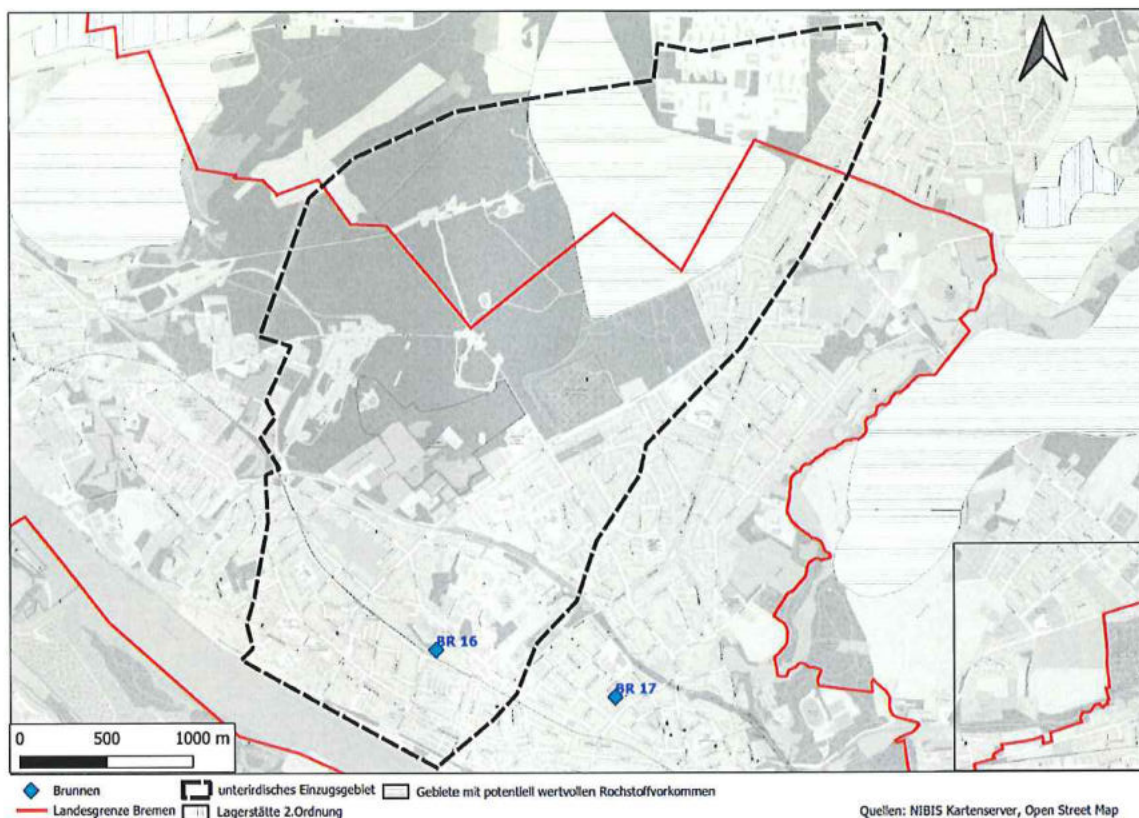 BR 16
BR 17
0 500 1000 m
Brunnen
unterirdisches Einzugsgebiet
Gebiete mit potentiell wertvollen Rochstoffvorkommen
Landesgrenze Bremen
Lagerstätte 2.Ordnung
Quellen: NIBIS Kartenserver, Open Street Map